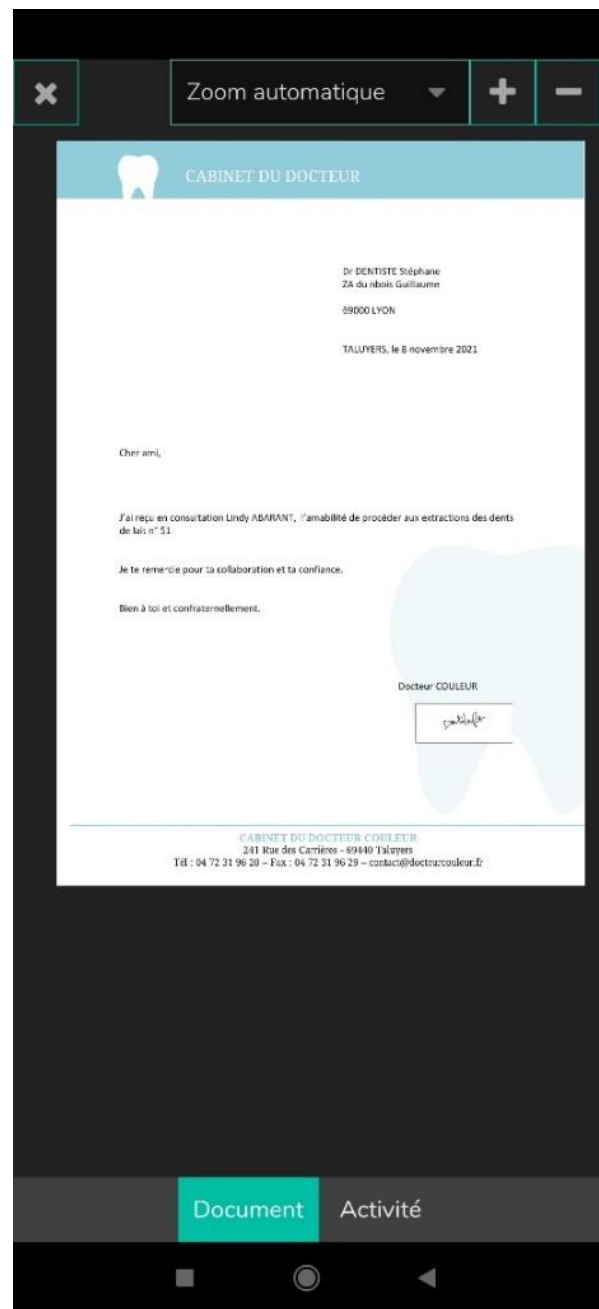 Zoom automatique
CABINET DU DOCTEUR
Dr DENTISTE Stéphane
ZA du nbois Guillaume
69000 LYON
TALUYERS, le 8 novembre 2021
Cher ami,
J'ai reçu en consultation Lindy ABARANT, l'amabilité de procéder aux extractions des dents
de lait n° 51
Je te remercie pour ta collaboration et ta confiance.
Bien à toi et confraternellement.
Docteur COULEUR
CABINET DU DOCTEUR COULEUR
241 Rue des Carrières - 69440 Taluyers
Tél : 04 72 31 96 20 – Fax : 04 72 31 96 29 – contact@docteurcouleur.fr
Document Activité